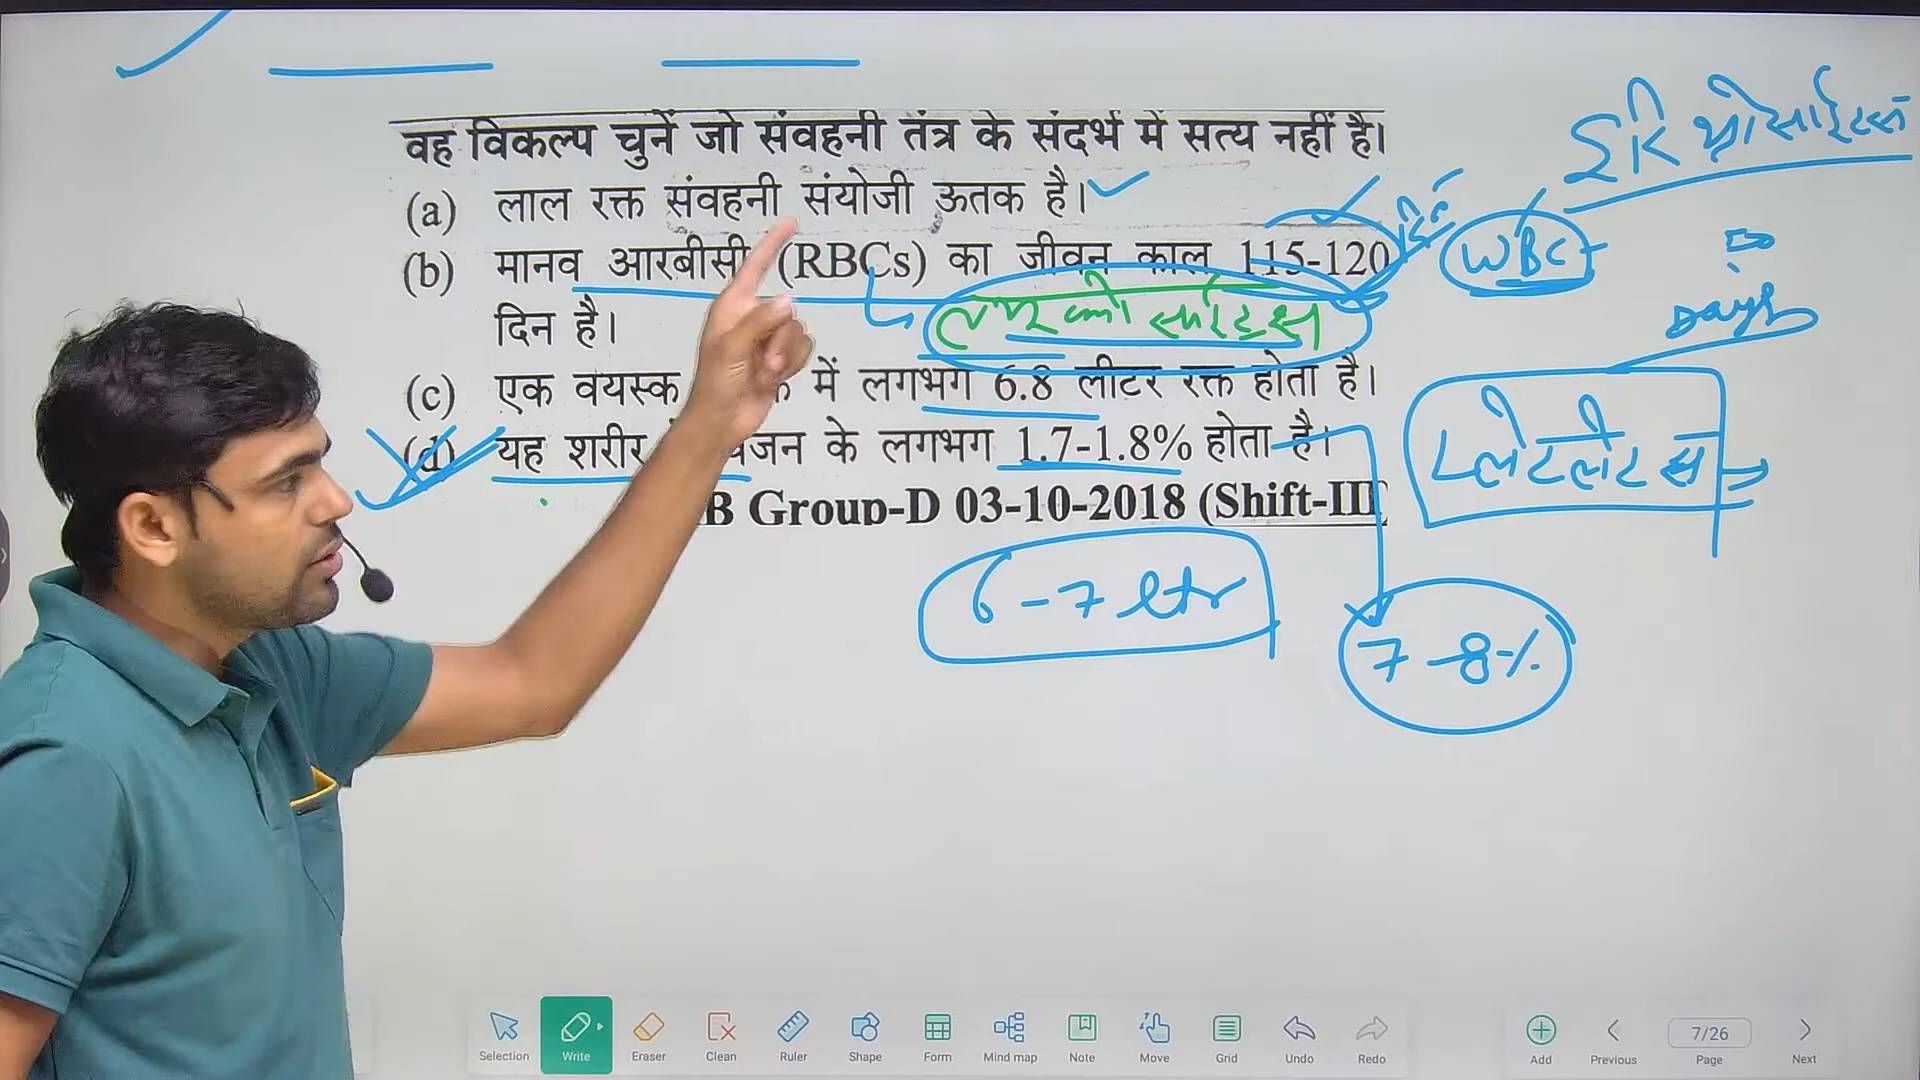 वह विकल्प चुनें जो संवहनी तंत्र के संदर्भ में सत्य नहीं है।
(a) लाल रक्त संवहनी संयोजी ऊतक है।
(b) मानव आरबीसी (RBCs) का जीवन काल 115-120
दिन है।
(c) एक वयस्क में लगभग 6.8 लीटर रक्त होता है।
(d) यह शरीर वजन के लगभग 1.7-1.8% होता है।
B Group-D 03-10-2018 (Shift-III)
WBC
Days
प्लेटलेट्स
6-7 ltr
7-8%
Selection Write Eraser Clean Ruler Shape Form Mind map Note Move Grid Undo Redo Add Previous 7/26 Page Next